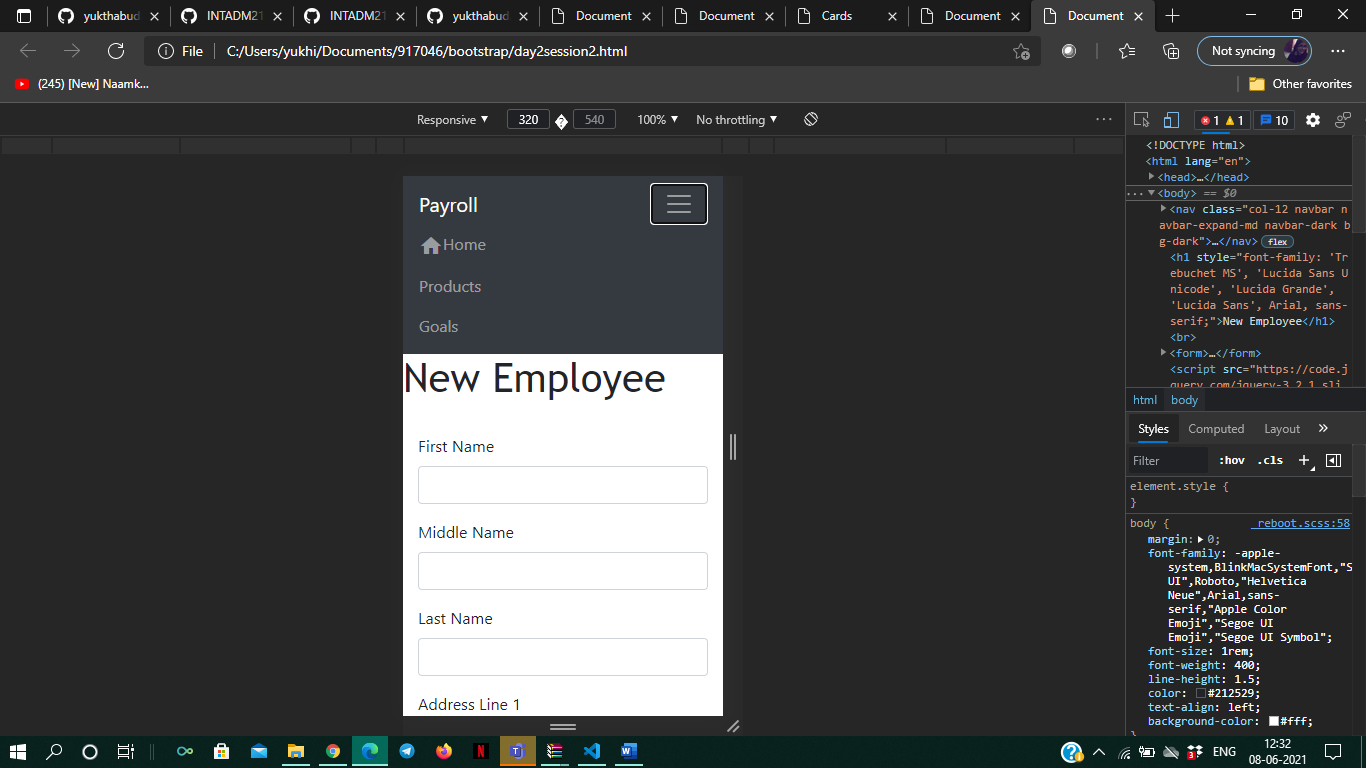 yukthabud
INTADM21
INTADM21
yukthabud
Document
Document
Cards
Document
Document
File
C:/Users/yukhi/Documents/917046/bootstrap/day2session2.html
Not syncing
(245) [New] Naamk...
Other favorites
Responsive
320
540
100%
No throttling
1
1
10
Payroll
Home
Products
Goals
New Employee
First Name
Middle Name
Last Name
Address Line 1
<!DOCTYPE html>
<html lang="en">
<head>…</head>
<body> == $0
<nav class="col-12 navbar n
avbar-expand-md navbar-dark b
g-dark">…</nav> flex
<h1 style="font-family: 'Tr
ebuchet MS', 'Lucida Sans U
nicode', 'Lucida Grande',
'Lucida Sans', Arial, sans-
serif;">New Employee</h1>
<br>
<form>…</form>
<script src="https://code.j
query.com/jquery-3.2.1.sli
html body
Styles Computed Layout
Filter :hov .cls
element.style {
}
body { _reboot.scss:58
margin: 0;
font-family: -apple-
system,BlinkMacSystemFont,"S
UI",Roboto,"Helvetica
Neue",Arial,sans-
serif,"Apple Color
Emoji","Segoe UI
Emoji","Segoe UI Symbol";
font-size: 1rem;
font-weight: 400;
line-height: 1.5;
color: #212529;
text-align: left;
background-color: #fff;
}
ENG
12:32
08-06-2021